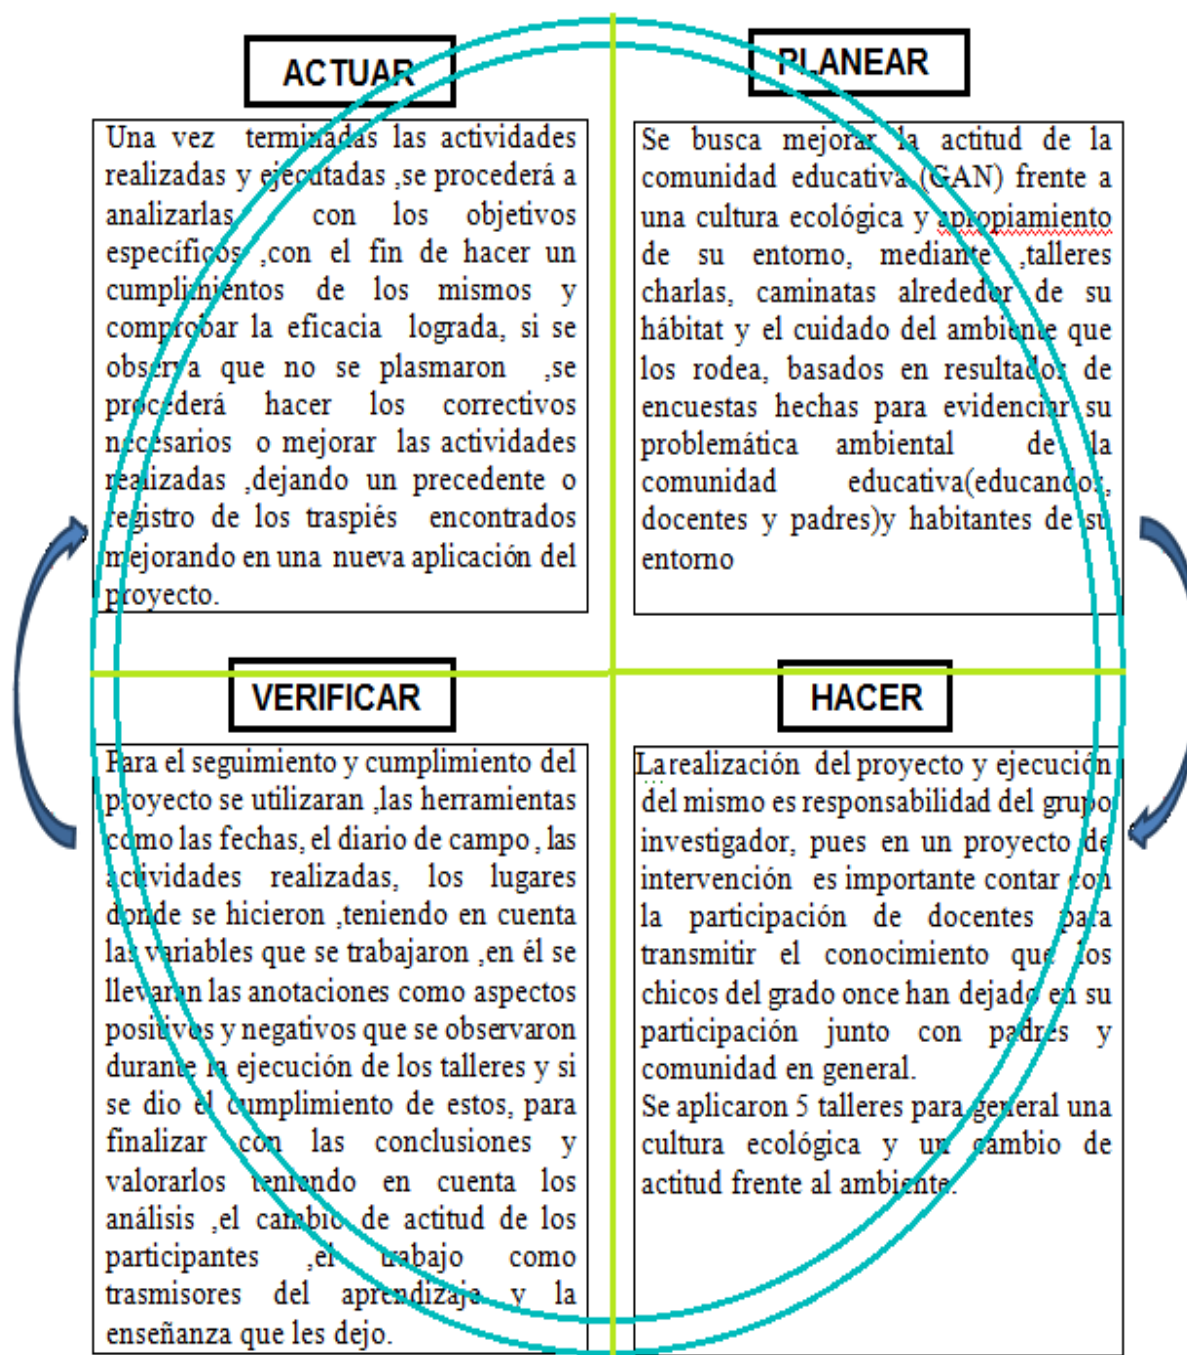 ACTUAR
Una vez terminadas las actividades
realizadas y ejecutadas ,se procederá a
analizarlas con los objetivos
específicos ,con el fin de hacer un
cumplimientos de los mismos y
comprobar la eficacia lograda, si se
observa que no se plasmaron ,se
procederá hacer los correctivos
necesarios o mejorar las actividades
realizadas ,dejando un precedente o
registro de los traspiés encontrados
mejorando en una nueva aplicación del
proyecto.
PLANEAR
Se busca mejorar la actitud de la
comunidad educativa (GAN) frente a
una cultura ecológica y apropiamiento
de su entorno, mediante ,talleres
charlas, caminatas alrededor de su
hábitat y el cuidado del ambiente que
los rodea, basados en resultados de
encuestas hechas para evidenciar su
problemática ambiental de la
comunidad educativa(educandos,
docentes y padres)y habitantes de su
entorno
VERIFICAR
Para el seguimiento y cumplimiento del
proyecto se utilizaran ,las herramientas
como las fechas, el diario de campo , las
actividades realizadas, los lugares
donde se hicieron ,teniendo en cuenta
las variables que se trabajaron ,en él se
llevaran las anotaciones como aspectos
positivos y negativos que se observaron
durante la ejecución de los talleres y si
se dio el cumplimiento de estos, para
finalizar con las conclusiones y
valorarlos teniendo en cuenta los
análisis ,el cambio de actitud de los
participantes ,el trabajo como
trasmisores del aprendizaje y la
enseñanza que les dejo.
HACER
La realización del proyecto y ejecución
del mismo es responsabilidad del grupo
investigador, pues en un proyecto de
intervención es importante contar con
la participación de docentes para
transmitir el conocimiento que los
chicos del grado once han dejado en su
participación junto con padres y
comunidad en general.
Se aplicaron 5 talleres para general una
cultura ecológica y un cambio de
actitud frente al ambiente.